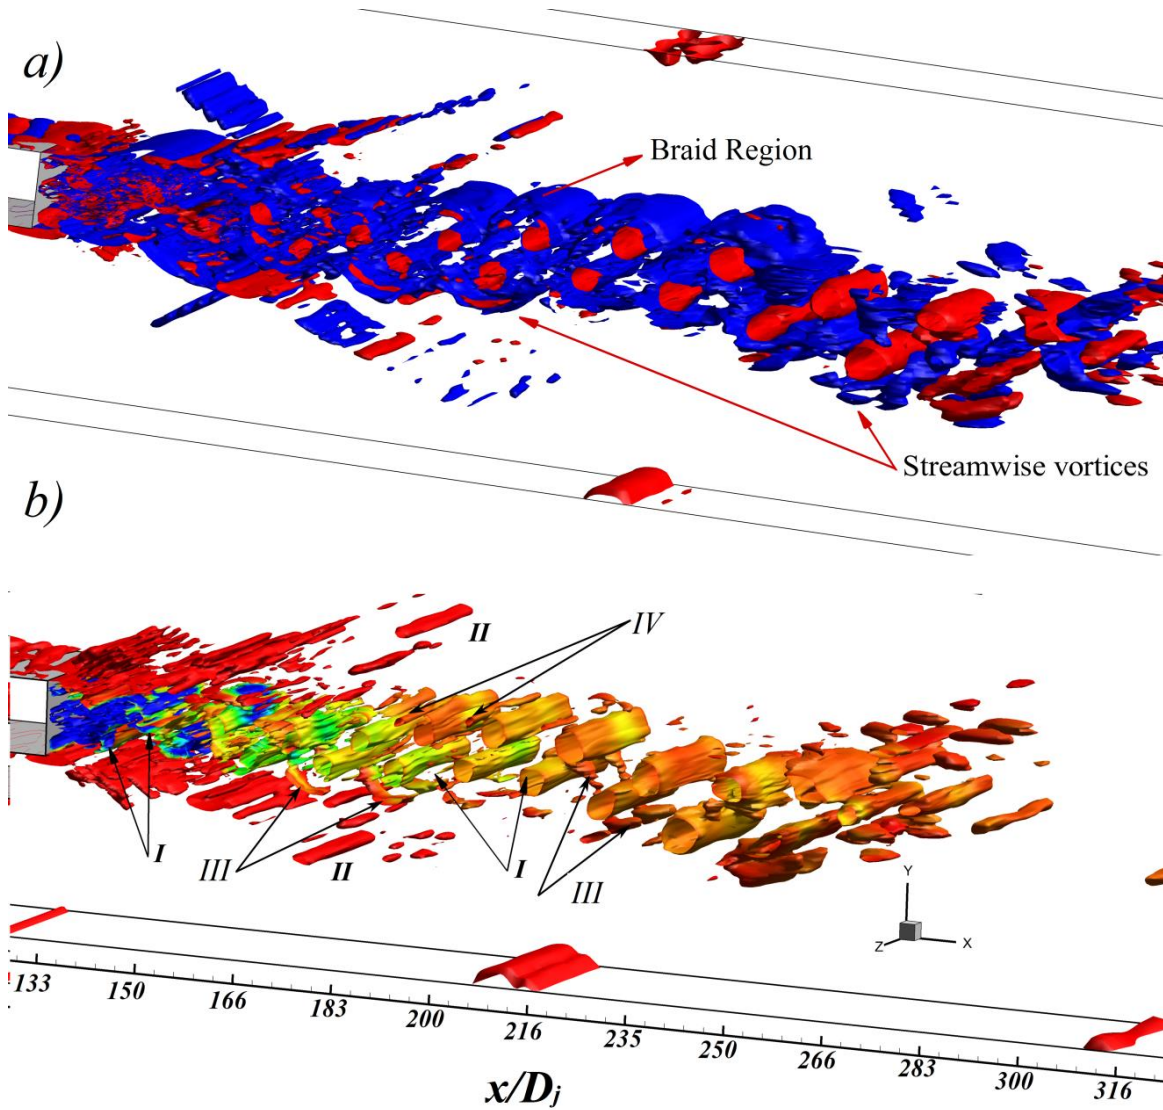 a)
Braid Region
Streamwise vortices
b)
IV
II
I
III
II
I
III
Y
Z
X
133 150 166 183 200 216 235 250 266 283 300 316
x/Dj